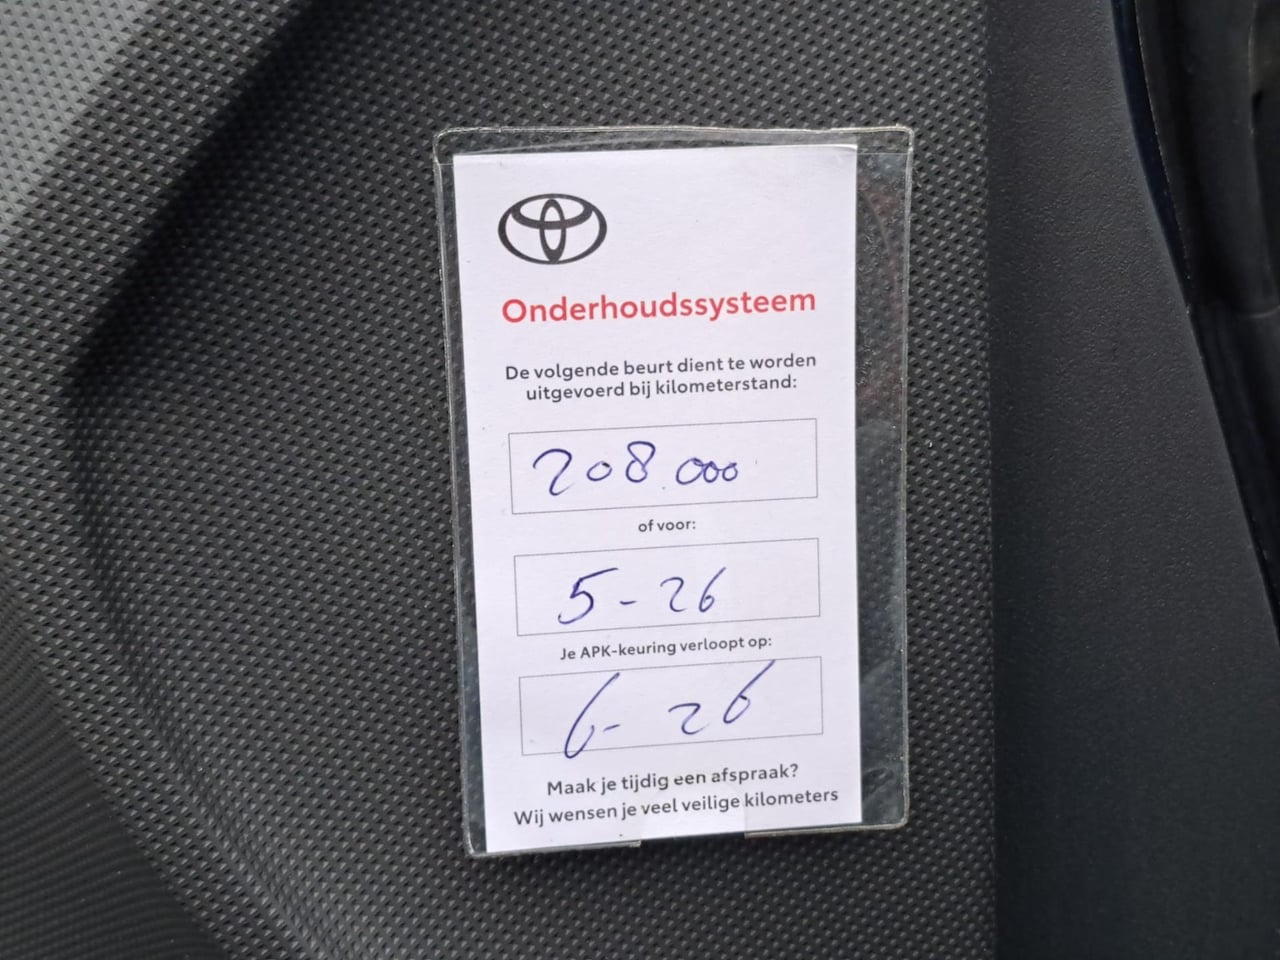 Onderhoudssysteem
De volgende beurt dient te worden
uitgevoerd bij kilometerstand:
208.000
of voor:
5-26
Je APK-keuring verloopt op:
6-26
Maak je tijdig een afspraak?
Wij wensen je veel veilige kilometers